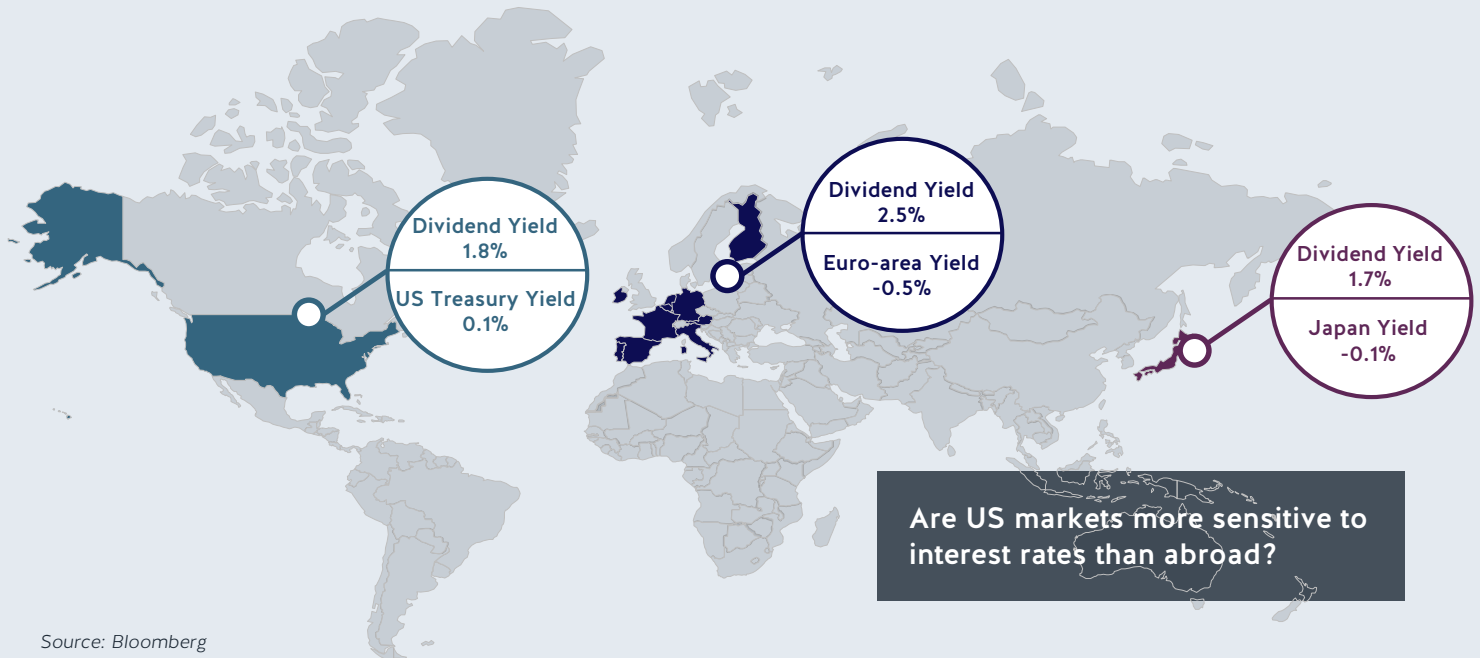 Dividend Yield
1.8%
US Treasury Yield
0.1%
Dividend Yield
2.5%
Euro-area Yield
-0.5%
Dividend Yield
1.7%
Japan Yield
-0.1%
Are US markets more sensitive to
interest rates than abroad?
Source: Bloomberg